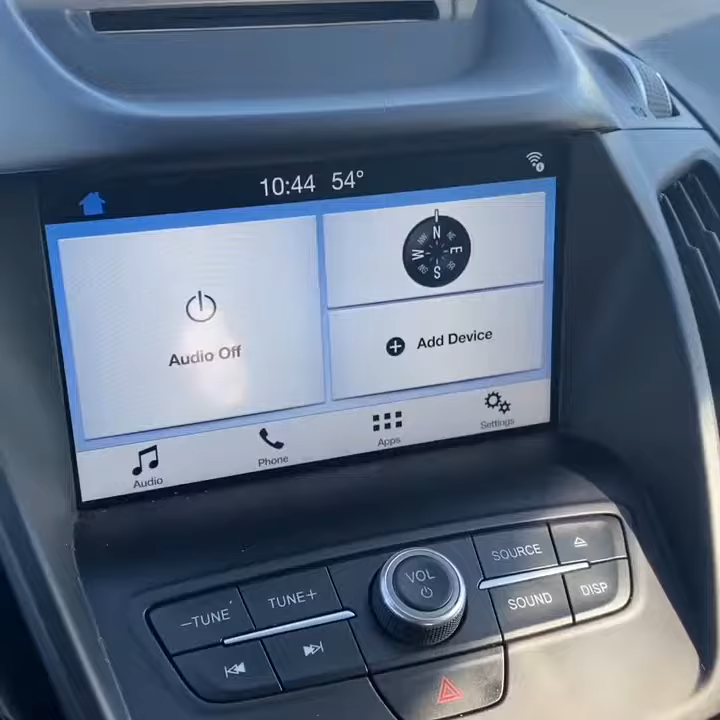 10:44 54°
N
W E
S
Audio Off
Add Device
Audio Phone Apps Settings
–TUNE TUNE+ VOL SOURCE
SOUND DISP